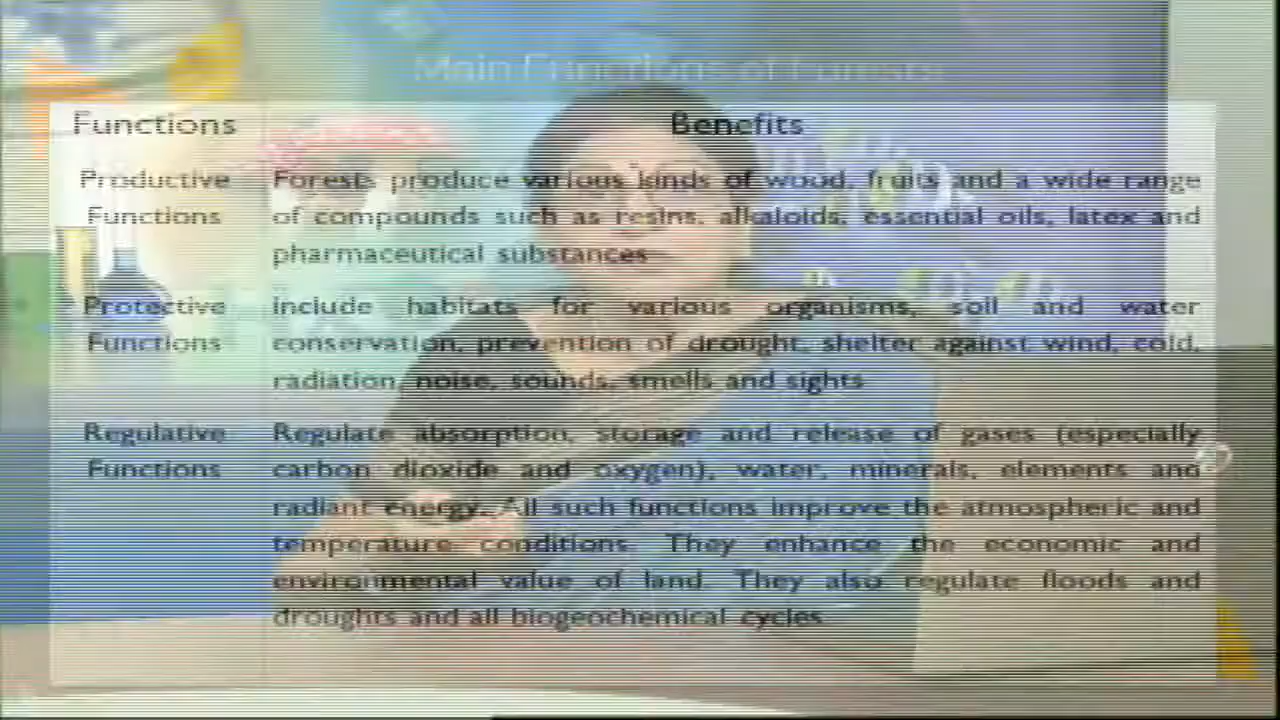 Main Functions of Forests
Functions Benefits
Productive Forests produce various kinds of wood, fruits and a wide range
Functions of compounds such as resins, alkaloids, essential oils, latex and
pharmaceutical substances
Protective include habitats for various organisms, soil and water
Functions conservation, prevention of drought, shelter against wind, cold,
radiation, noise, sounds, smells and sights
Regulative Regulate absorption, storage and release of gases (especially
Functions carbon dioxide and oxygen), water, minerals, elements and
radiant energy. All such functions improve the atmospheric and
temperature conditions. They enhance the economic and
environmental value of land. They also regulate floods and
droughts and all biogeochemical cycles.